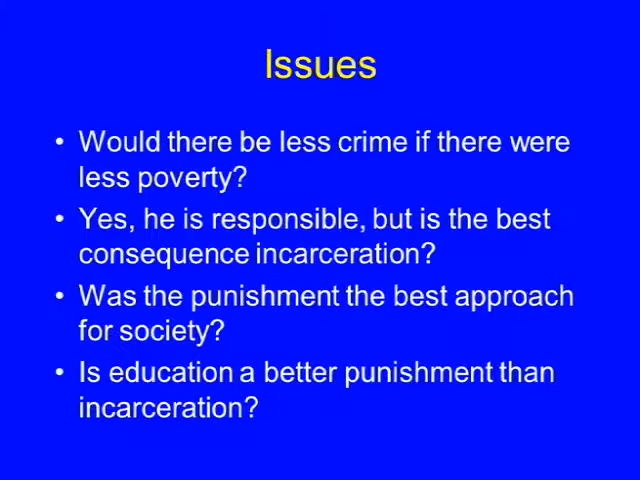 Issues
• Would there be less crime if there were
less poverty?
• Yes, he is responsible, but is the best
consequence incarceration?
• Was the punishment the best approach
for society?
• Is education a better punishment than
incarceration?